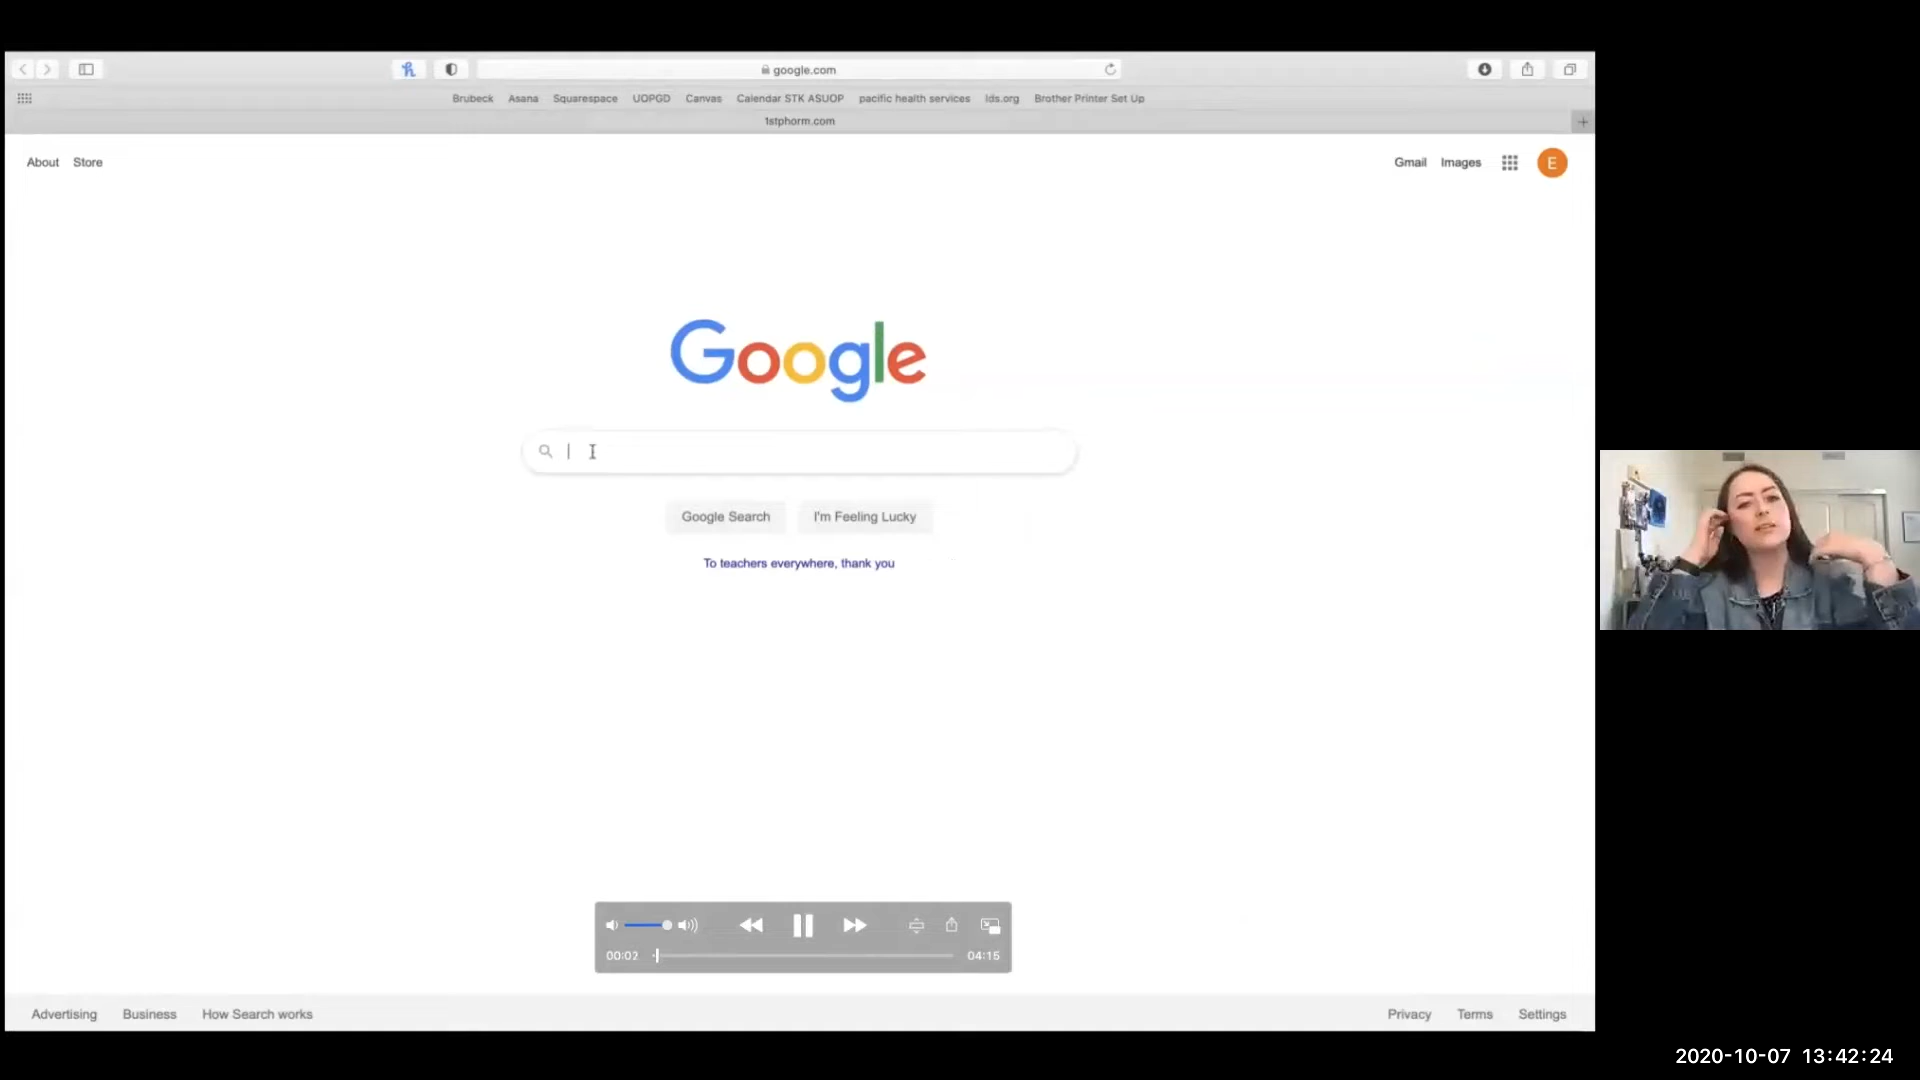 google.com
Brubeck Asana Squarespace UOPGD Canvas Calendar STK ASUOP pacific health services lds.org Brother Printer Set Up
1stphorm.com
About Store Gmail Images E
Google
Google Search I'm Feeling Lucky
To teachers everywhere, thank you
00:02 04:15
Advertising Business How Search works Privacy Terms Settings
2020-10-07 13:42:24